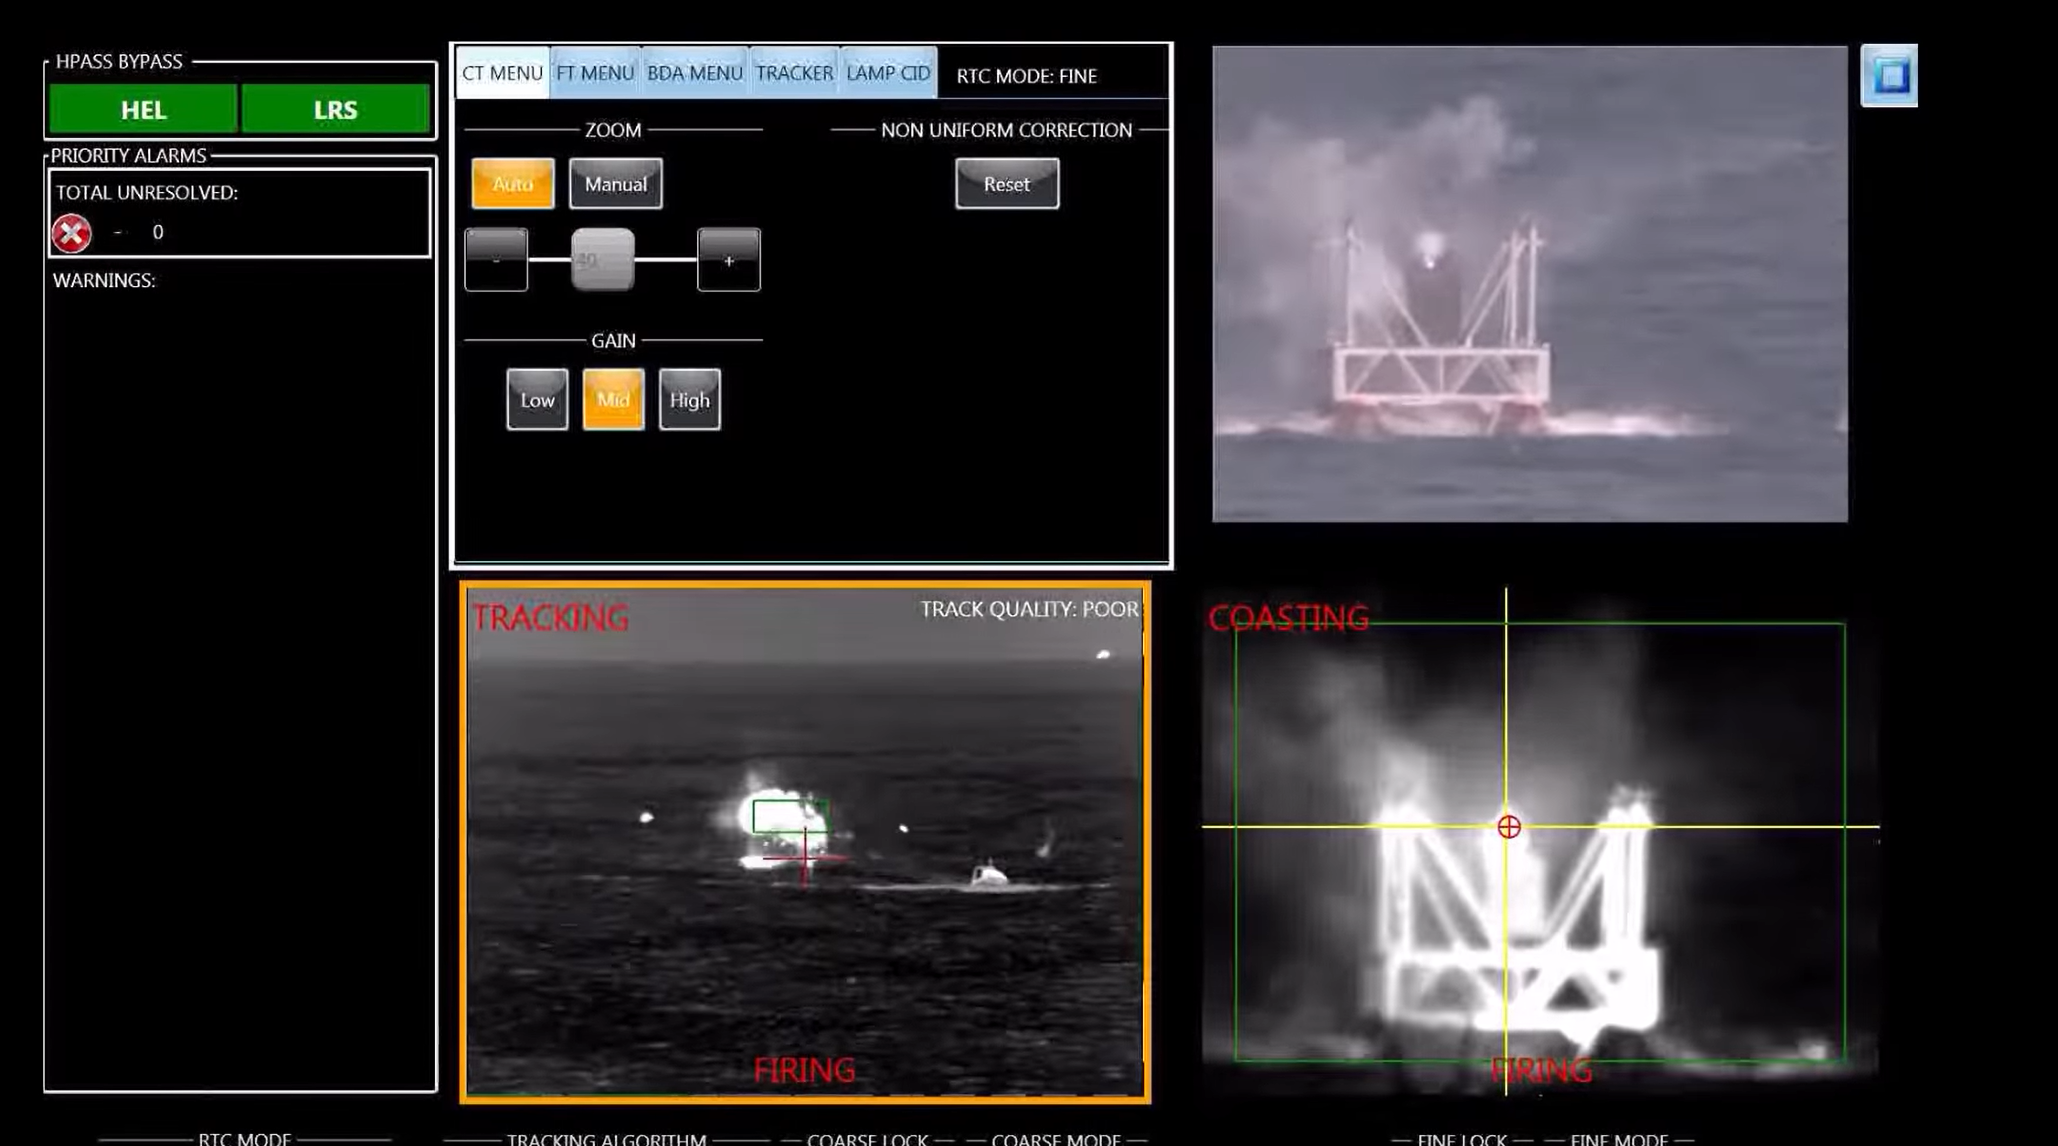 HPASS BYPASS
HEL LRS
PRIORITY ALARMS
TOTAL UNRESOLVED:
- 0
WARNINGS:
CT MENU FT MENU BDA MENU TRACKER LAMP CID RTC MODE: FINE
ZOOM NON UNIFORM CORRECTION
Auto Manual Reset
- 40 +
GAIN
Low Mid High
TRACKING TRACK QUALITY: POOR
FIRING
COASTING
FIRING
RTC MODE TRACKING ALGORITHM COARSE LOCK COARSE MODE FINE LOCK FINE MODE